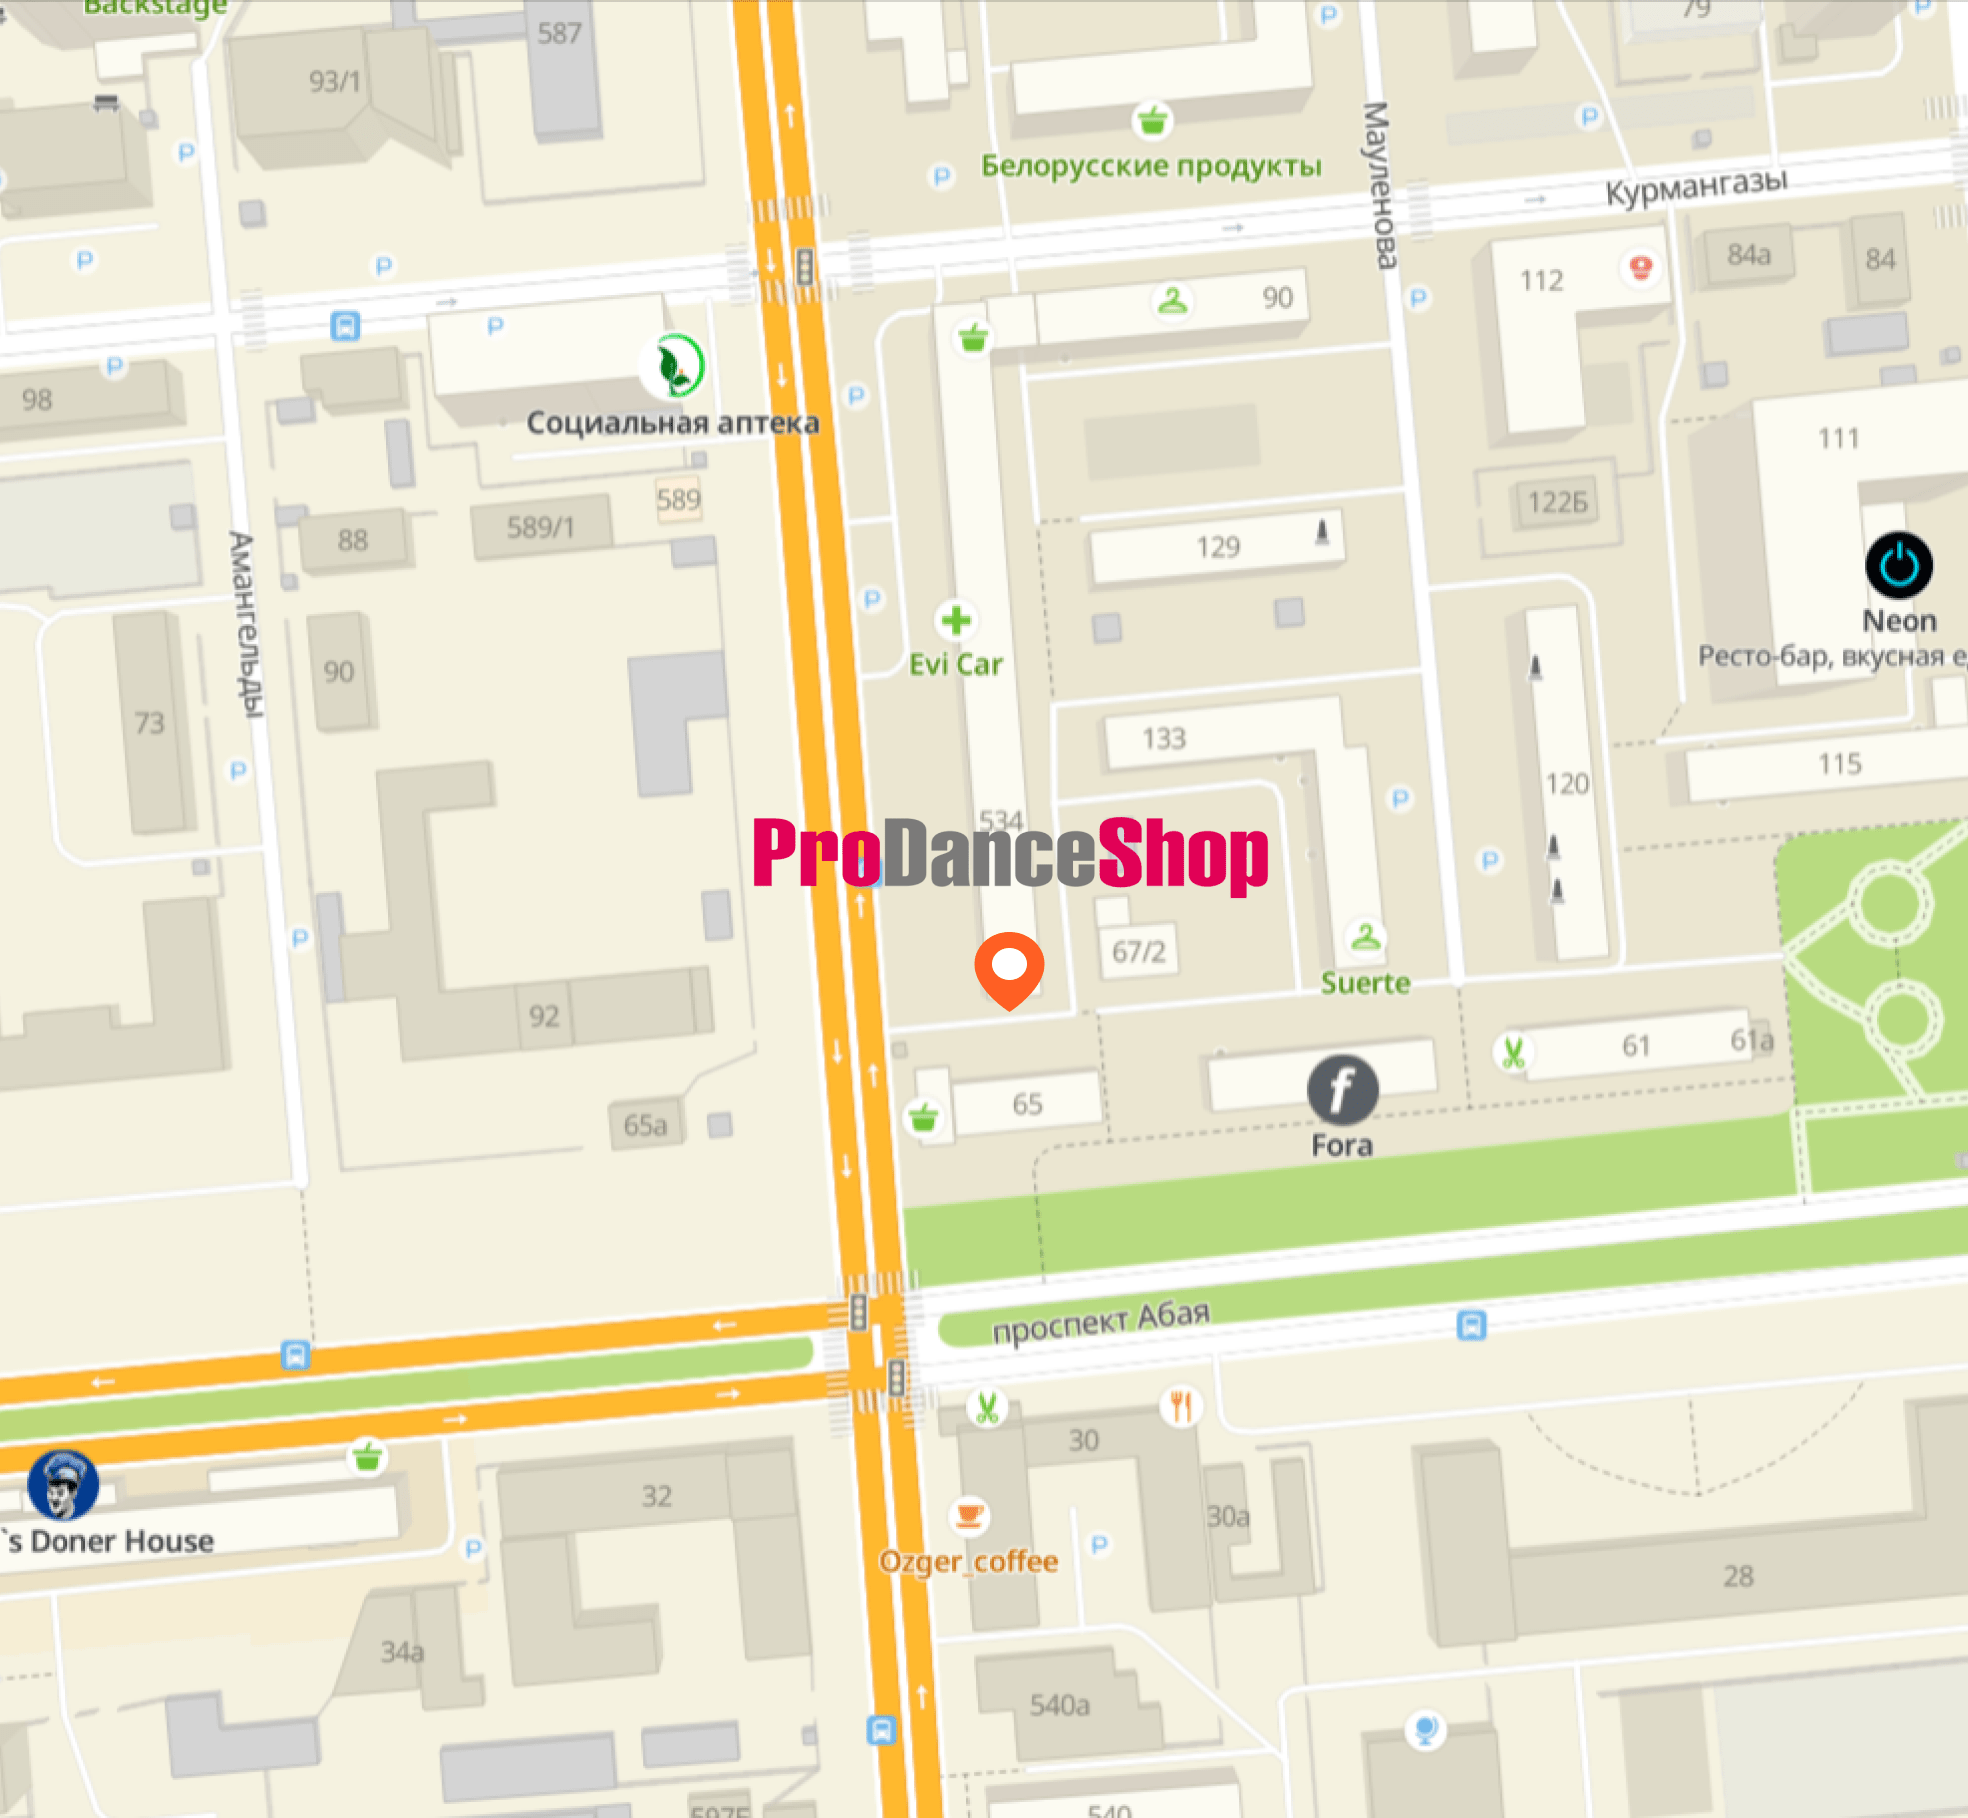 Backstage
587
79
93/1
P
P
P
P
P
Белорусские продукты
Мауленова
Курмангазы
P
P
P
84а
84
112
90
P
P
P
98
Социальная аптека
P
111
589
122Б
589/1
88
129
Амангельды
P
Neon
Evi Car
Ресто-бар, вкусная е
90
73
133
115
P
120
P
534
ProDanceShop
P
P
67/2
Suerte
92
61
61а
65
65а
f
Fora
проспект Абая
30
32
30а
`s Doner House
P
P
Ozger_coffee
28
34а
540а
597Б
540